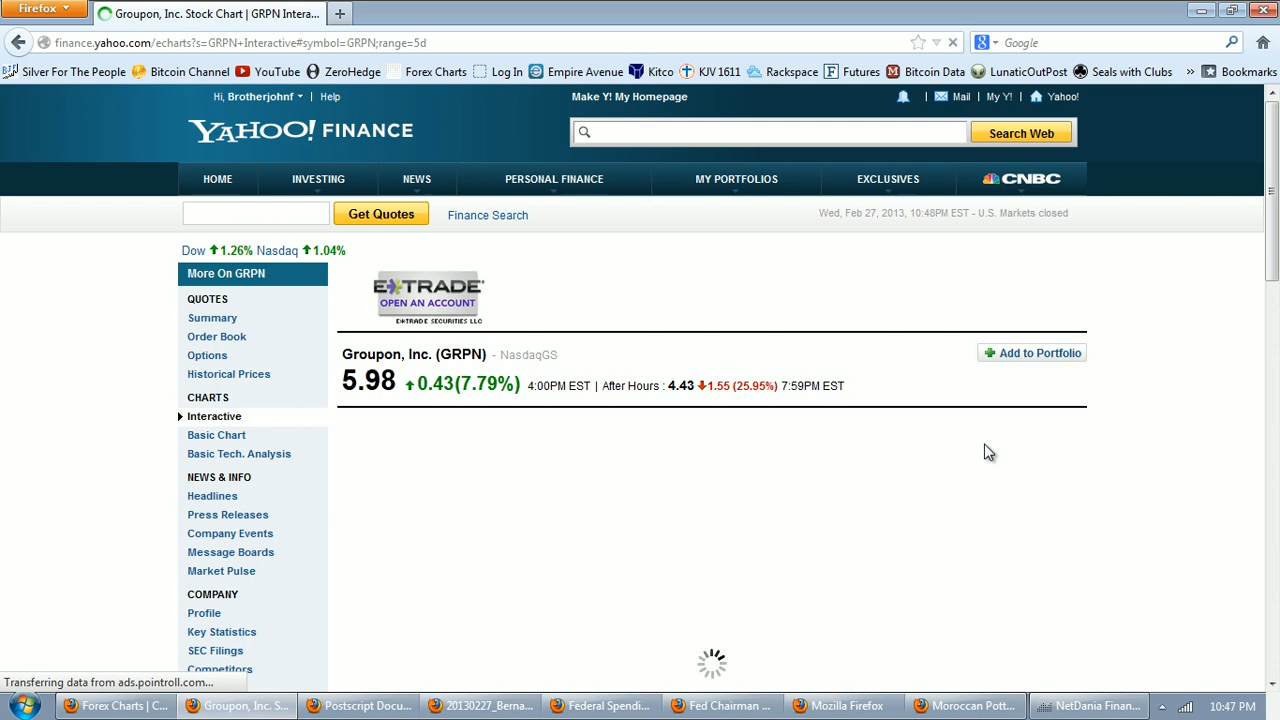 Firefox
Groupon, Inc. Stock Chart | GRPN Intera...
finance.yahoo.com/echarts?s=GRPN+Interactive#symbol=GRPN;range=5d
Google
Silver For The People Bitcoin Channel YouTube ZeroHedge Forex Charts Log In Empire Avenue Kitco KJV 1611 Rackspace Futures Bitcoin Data LunaticOutPost Seals with Clubs » Bookmarks
Hi, Brotherjohnf Help Make Y! My Homepage Mail My Y! Yahoo!
YAHOO! FINANCE
Search Web
HOME INVESTING NEWS PERSONAL FINANCE MY PORTFOLIOS EXCLUSIVES CNBC
Get Quotes Finance Search Wed, Feb 27, 2013, 10:48PM EST - U.S. Markets closed
Dow 1.26% Nasdaq 1.04%
More On GRPN
QUOTES
Summary
Order Book
Options
Historical Prices
CHARTS
Interactive
Basic Chart
Basic Tech. Analysis
NEWS & INFO
Headlines
Press Releases
Company Events
Message Boards
Market Pulse
COMPANY
Profile
Key Statistics
SEC Filings
Competitors
E*TRADE
OPEN AN ACCOUNT
E*TRADE SECURITIES LLC
Groupon, Inc. (GRPN) - NasdaqGS
Add to Portfolio
5.98 0.43(7.79%) 4:00PM EST | After Hours : 4.43 1.55 (25.95%) 7:59PM EST
Transferring data from ads.pointroll.com...
Forex Charts | C... Groupon, Inc. S... Postscript Docu... 20130227_Berna... Federal Spendi... Fed Chairman ... Mozilla Firefox Moroccan Pott... NetDania Finan... 10:47 PM